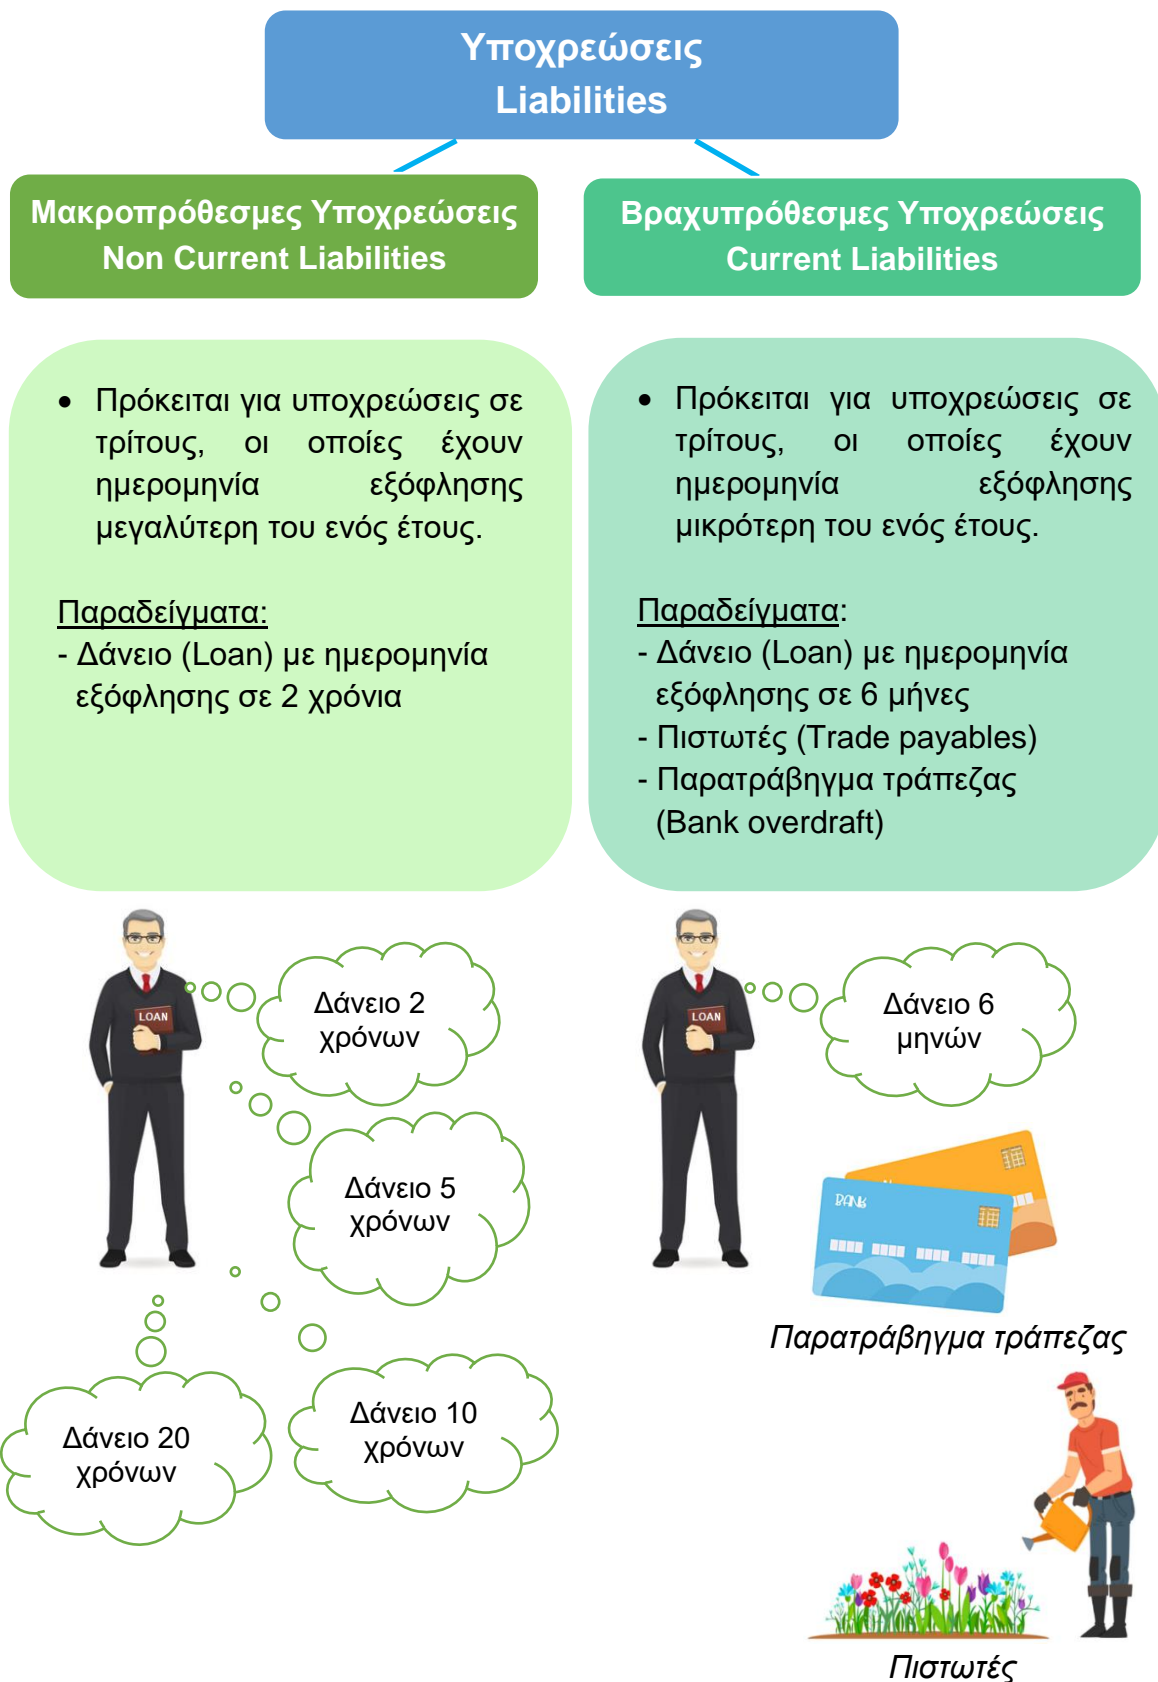 Υποχρεώσεις
Liabilities
Μακροπρόθεσμες Υποχρεώσεις
Non Current Liabilities
Βραχυπρόθεσμες Υποχρεώσεις
Current Liabilities
• Πρόκειται για υποχρεώσεις σε
τρίτους, οι οποίες έχουν
ημερομηνία εξόφλησης
μεγαλύτερη του ενός έτους.
Παραδείγματα:
- Δάνειο (Loan) με ημερομηνία
εξόφλησης σε 2 χρόνια
• Πρόκειται για υποχρεώσεις σε
τρίτους, οι οποίες έχουν
ημερομηνία εξόφλησης
μικρότερη του ενός έτους.
Παραδείγματα:
- Δάνειο (Loan) με ημερομηνία
εξόφλησης σε 6 μήνες
- Πιστωτές (Trade payables)
- Παρατράβηγμα τράπεζας
(Bank overdraft)
LOAN
Δάνειο 2
χρόνων
Δάνειο 5
χρόνων
Δάνειο 10
χρόνων
Δάνειο 20
χρόνων
LOAN
Δάνειο 6
μηνών
BANK
Παρατράβηγμα τράπεζας
Πιστωτές